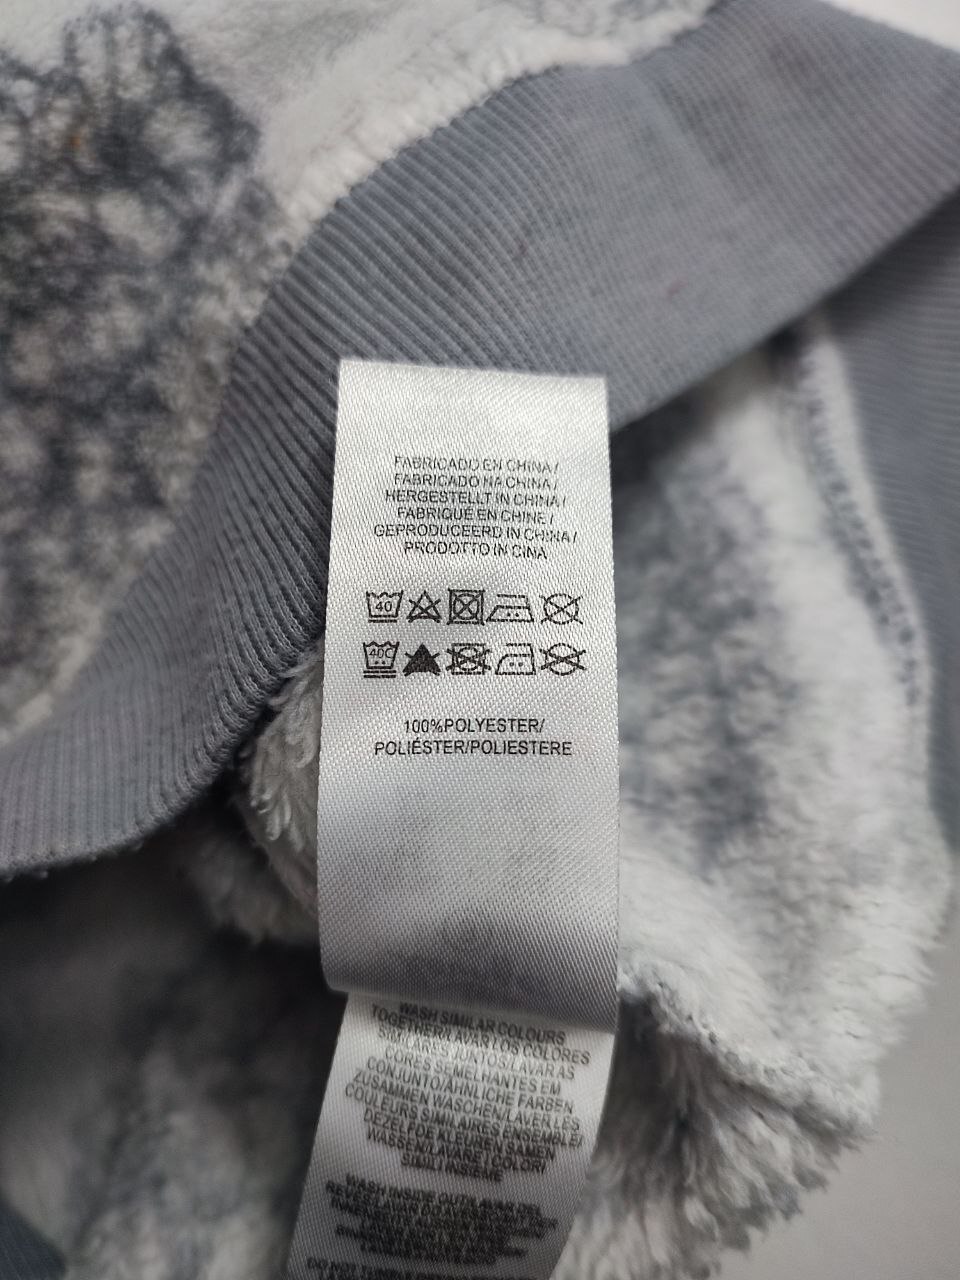 FABRICADO EN CHINA/
FABRICADO NA CHINA/
HERGESTELLT IN CHINA/
FABRIQUÉ EN CHINE/
GEPRODUCEERD IN CHINA/
PRODOTTO IN CINA
40
40C
100%POLYESTER/
POLIÉSTER/POLIESTERE
WASH SIMILAR COLOURS
TOGETHER/LAVAR LOS COLORES
SIMILARES JUNTOS/LAVAR AS
CORES SEMELHANTES EM
CONJUNTO/ÄHNLICHE FARBEN
ZUSAMMEN WASCHEN/LAVER LES
COULEURS SIMILAIRES ENSEMBLE/
DEZELFDE KLEUREN SAMEN
WASSEN/LAVARE I COLORI
SIMILI INSIEME
WASH INSIDE OUT/LAVAR DEL